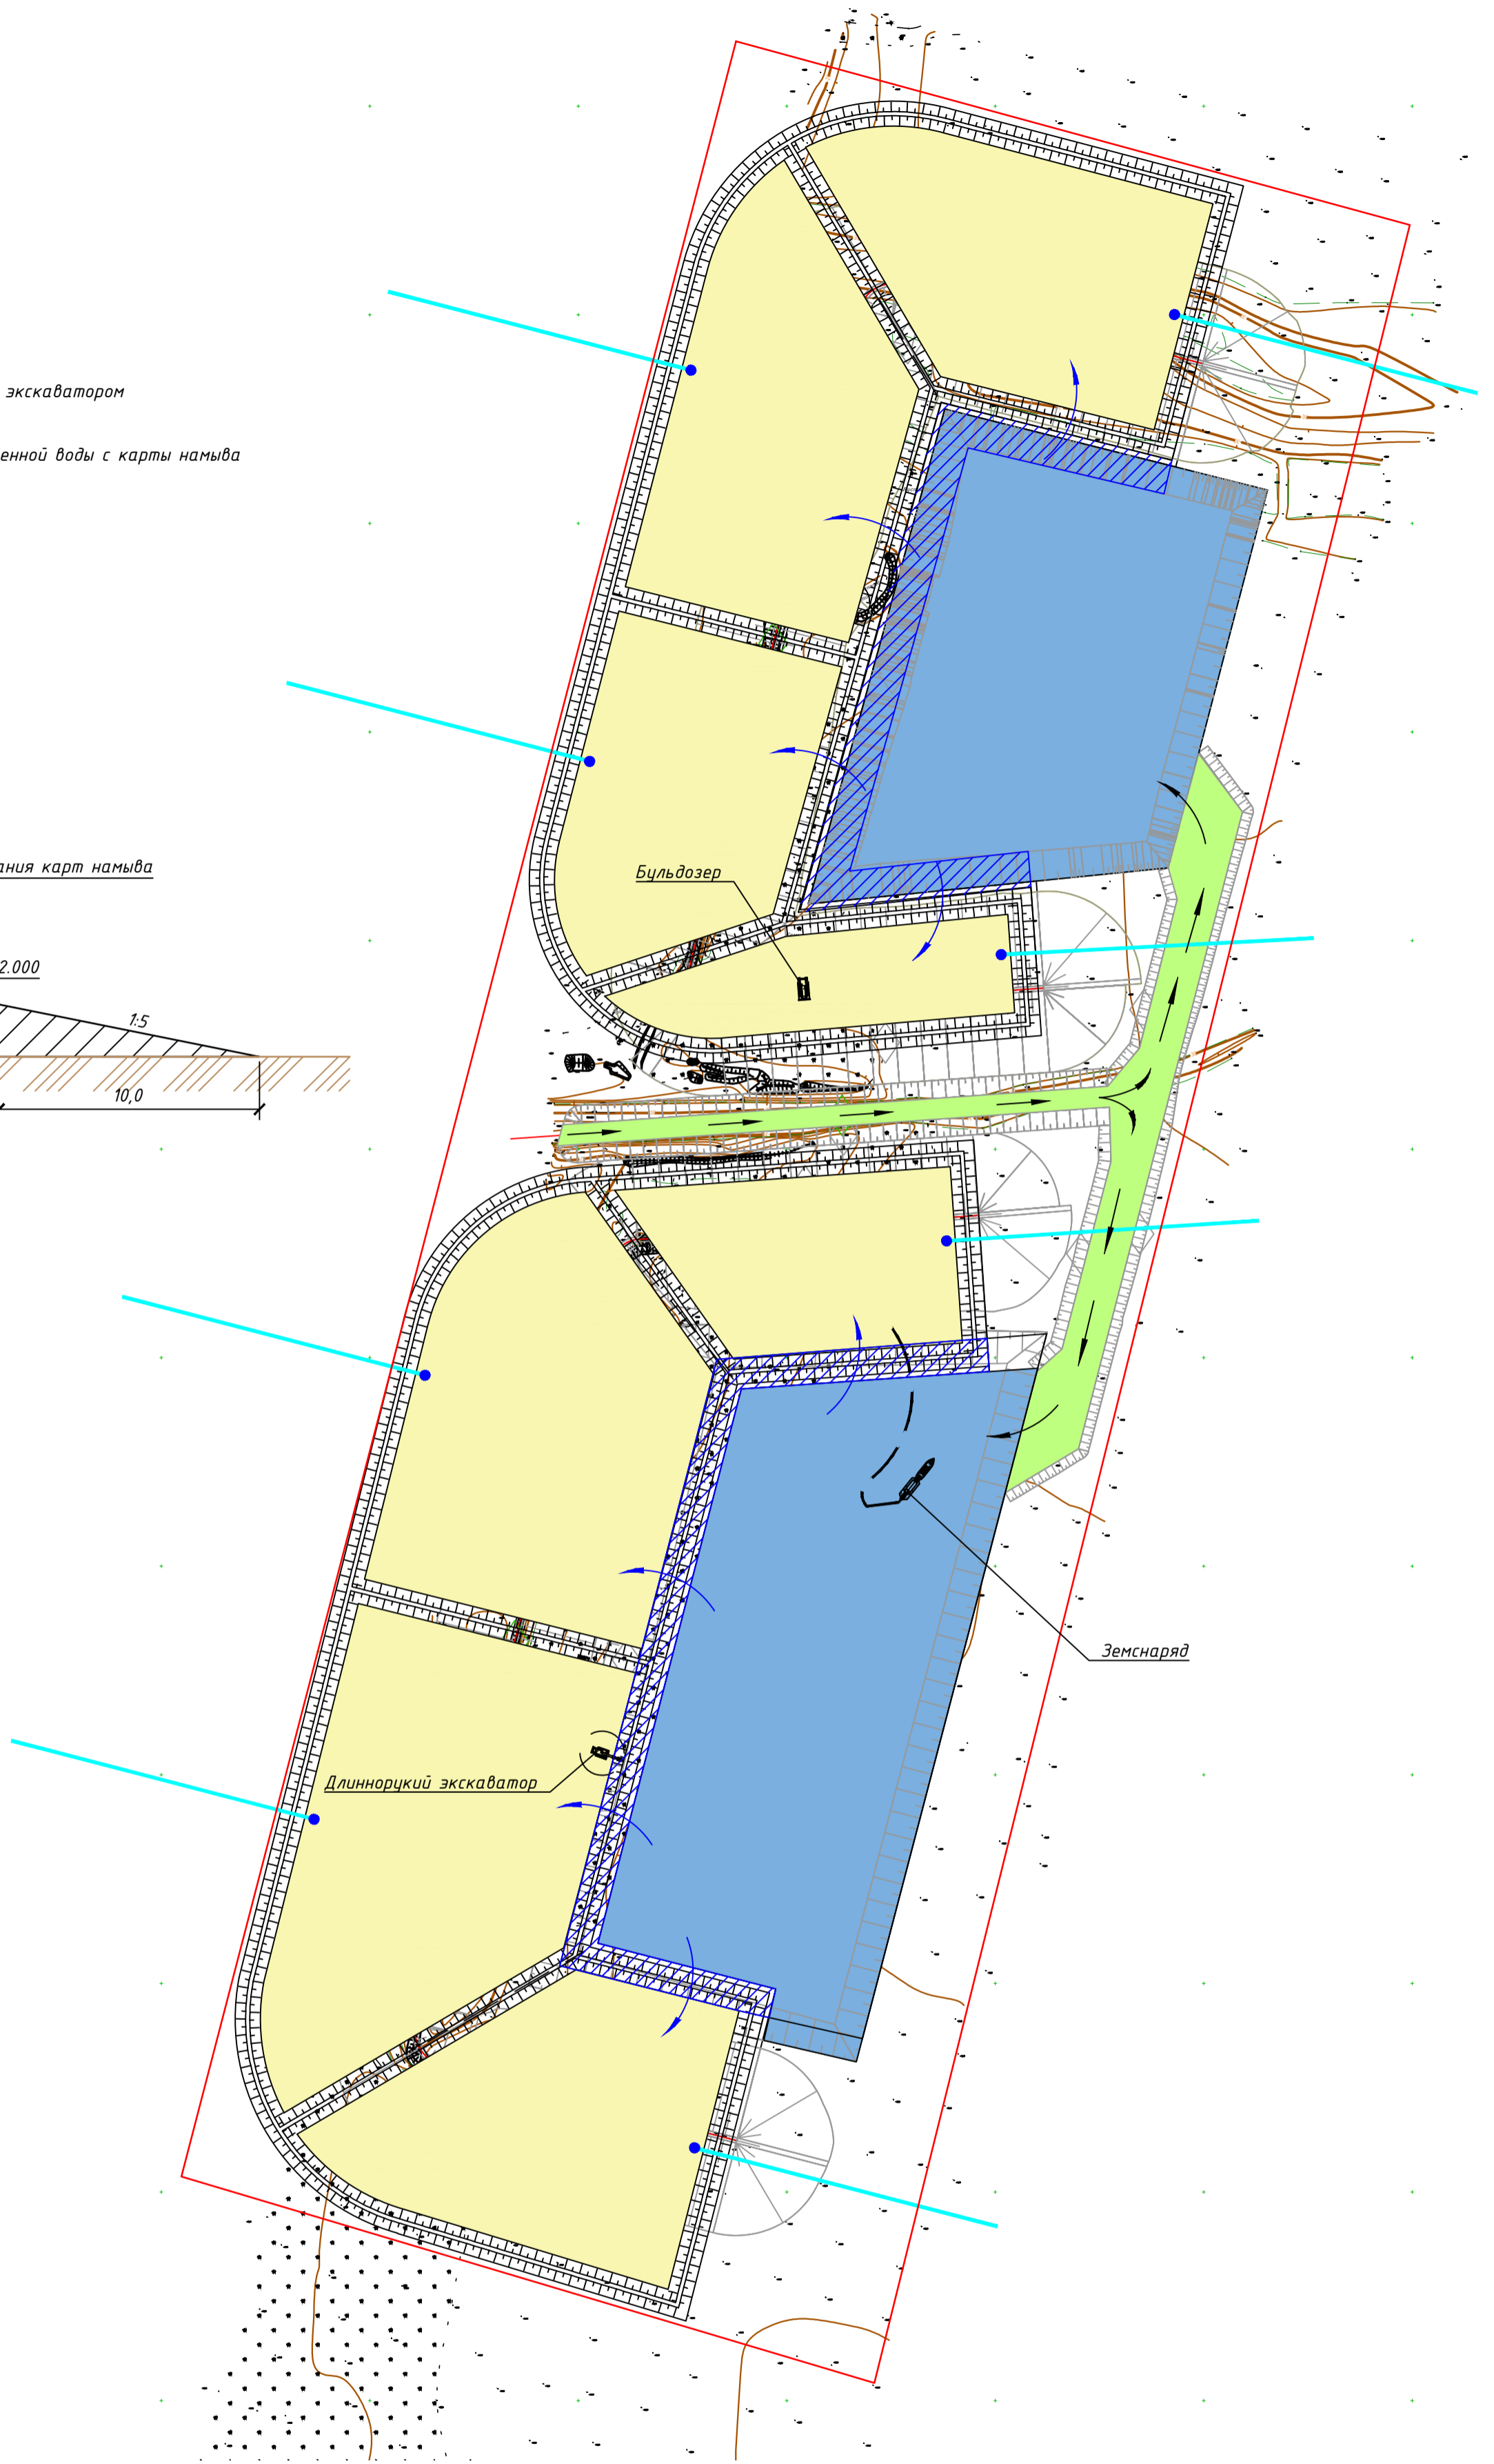 экскаватором
енной воды с карты намыва
ания карт намыва
Бульдозер
2.000
1:5
10,0
Земснаряд
Длиннорукий экскаватор